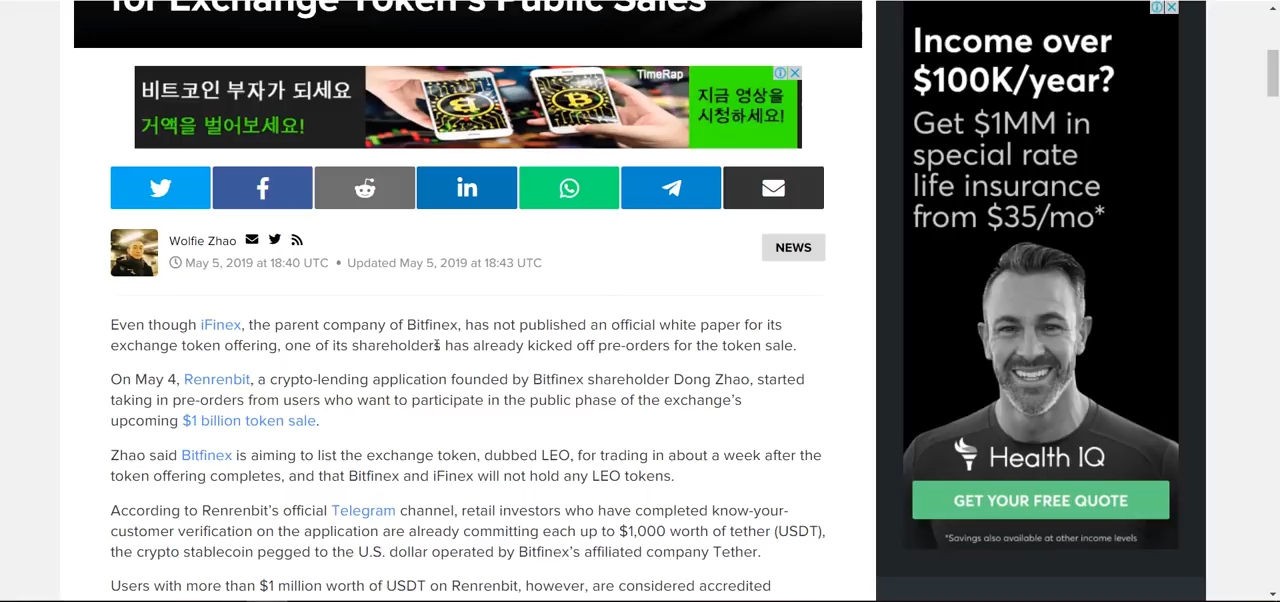 for Exchange Token's Public Sales
비트코인 부자가 되세요
거액을 벌어보세요!
TimeRap
지금 영상을
시청하세요!
Wolfie Zhao
May 5, 2019 at 18:40 UTC • Updated May 5, 2019 at 18:43 UTC
NEWS
Even though iFinex, the parent company of Bitfinex, has not published an official white paper for its
exchange token offering, one of its shareholders has already kicked off pre-orders for the token sale.
On May 4, Renrenbit, a crypto-lending application founded by Bitfinex shareholder Dong Zhao, started
taking in pre-orders from users who want to participate in the public phase of the exchange's
upcoming $1 billion token sale.
Zhao said Bitfinex is aiming to list the exchange token, dubbed LEO, for trading in about a week after the
token offering completes, and that Bitfinex and iFinex will not hold any LEO tokens.
According to Renrenbit's official Telegram channel, retail investors who have completed know-your-
customer verification on the application are already committing each up to $1,000 worth of tether (USDT),
the crypto stablecoin pegged to the U.S. dollar operated by Bitfinex's affiliated company Tether.
Users with more than $1 million worth of USDT on Renrenbit, however, are considered accredited
Income over
$100K/year?
Get $1MM in
special rate
life insurance
from $35/mo*
Health IQ
GET YOUR FREE QUOTE
*Savings also available at other income levels